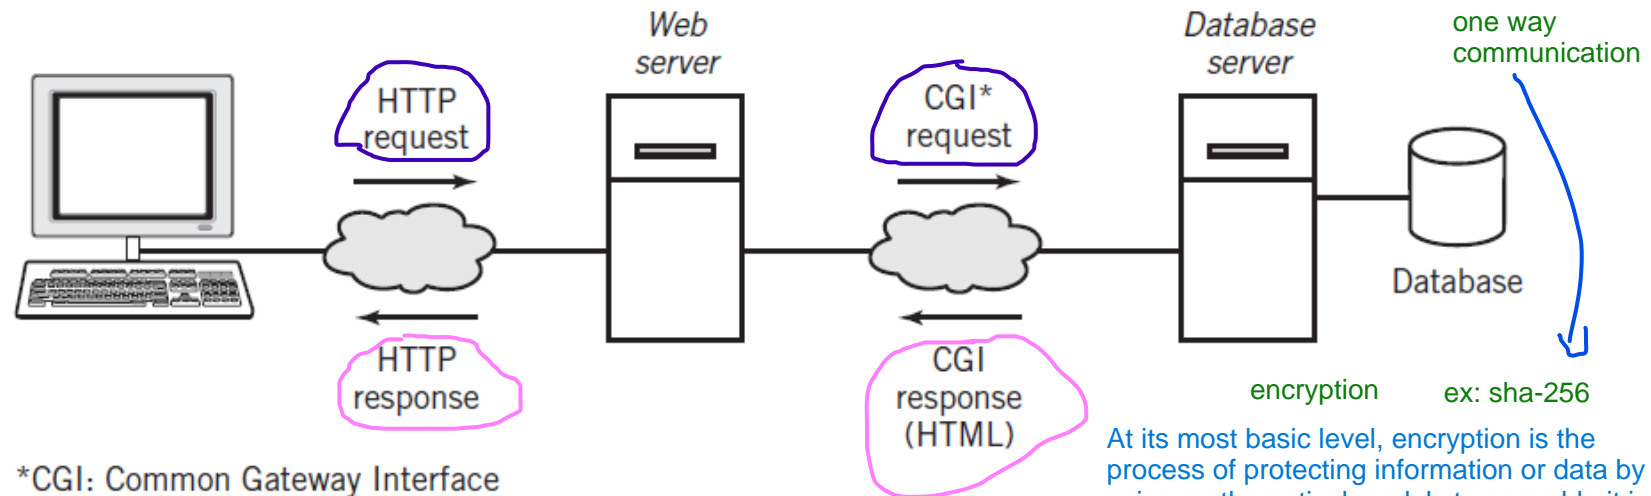 Web
server
Database
server
one way
communication
HTTP
request
CGI*
request
Database
HTTP
response
CGI
response
(HTML)
encryption
ex: sha-256
At its most basic level, encryption is the
process of protecting information or data by
*CGI: Common Gateway Interface